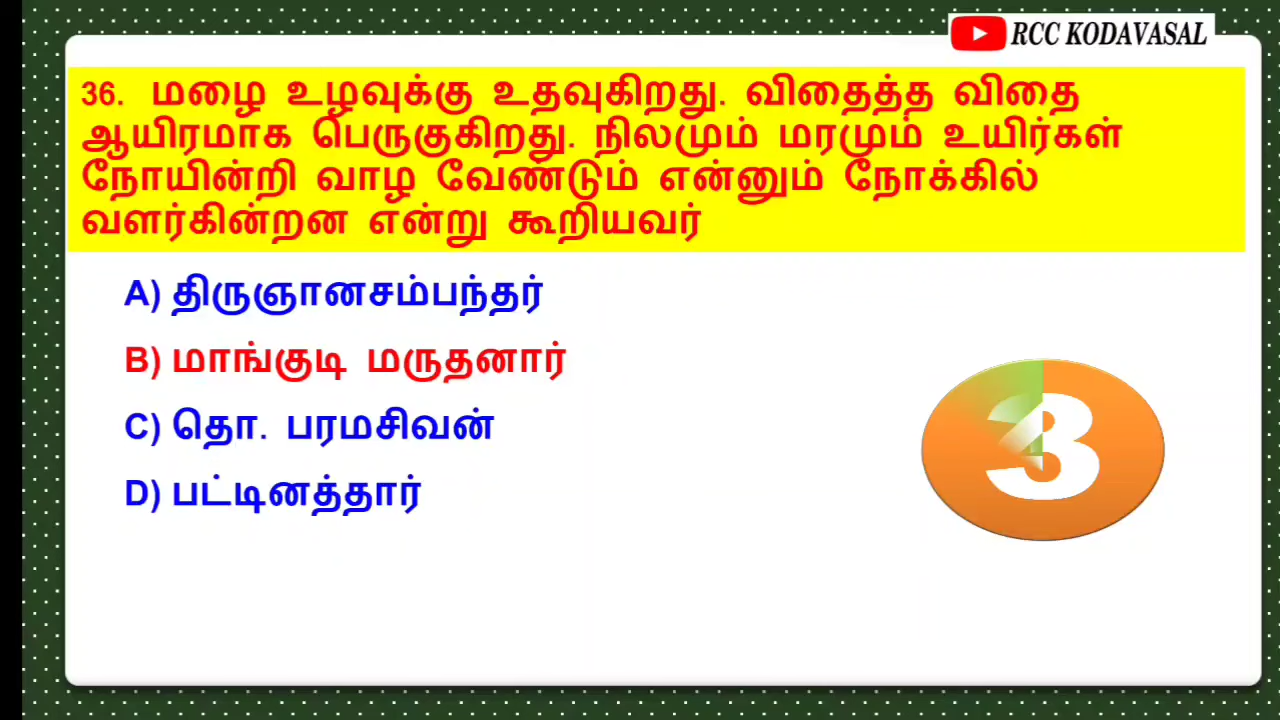 RCC KODAVASAL
36. மழை உழவுக்கு உதவுகிறது. விதைத்த விதை
ஆயிரமாக பெருகுகிறது. நிலமும் மரமும் உயிர்கள்
நோயின்றி வாழ வேண்டும் என்னும் நோக்கில்
வளர்கின்றன என்று கூறியவர்
A) திருஞானசம்பந்தர்
B) மாங்குடி மருதனார்
C) தொ. பரமசிவன்
D) பட்டினத்தார்
3